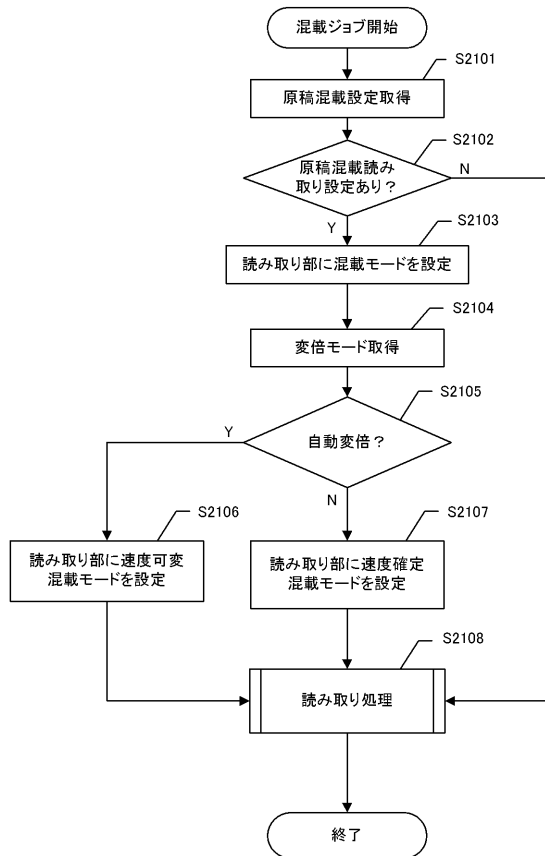 混載ジョブ開始
S2101
原稿混載設定取得
S2102
原稿混載読み
取り設定あり？
N
Y
S2103
読み取り部に混載モードを設定
S2104
変倍モード取得
S2105
自動変倍？
Y
N
S2106
読み取り部に速度可変
混載モードを設定
S2107
読み取り部に速度確定
混載モードを設定
S2108
読み取り処理
終了